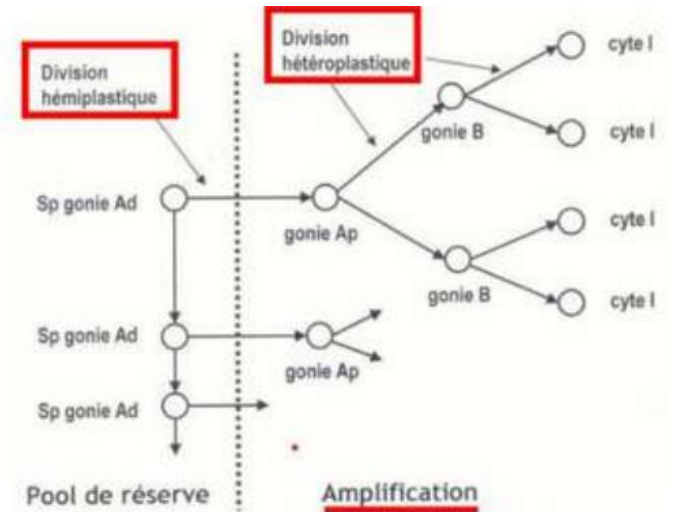 Division
hétéroplastique
cyte I
Division
hémiplastique
gonie B
cyte I
Sp gonie Ad
gonie Ap
cyte I
gonie B
cyte I
Sp gonie Ad
gonie Ap
Sp gonie Ad
Pool de réserve
Amplification